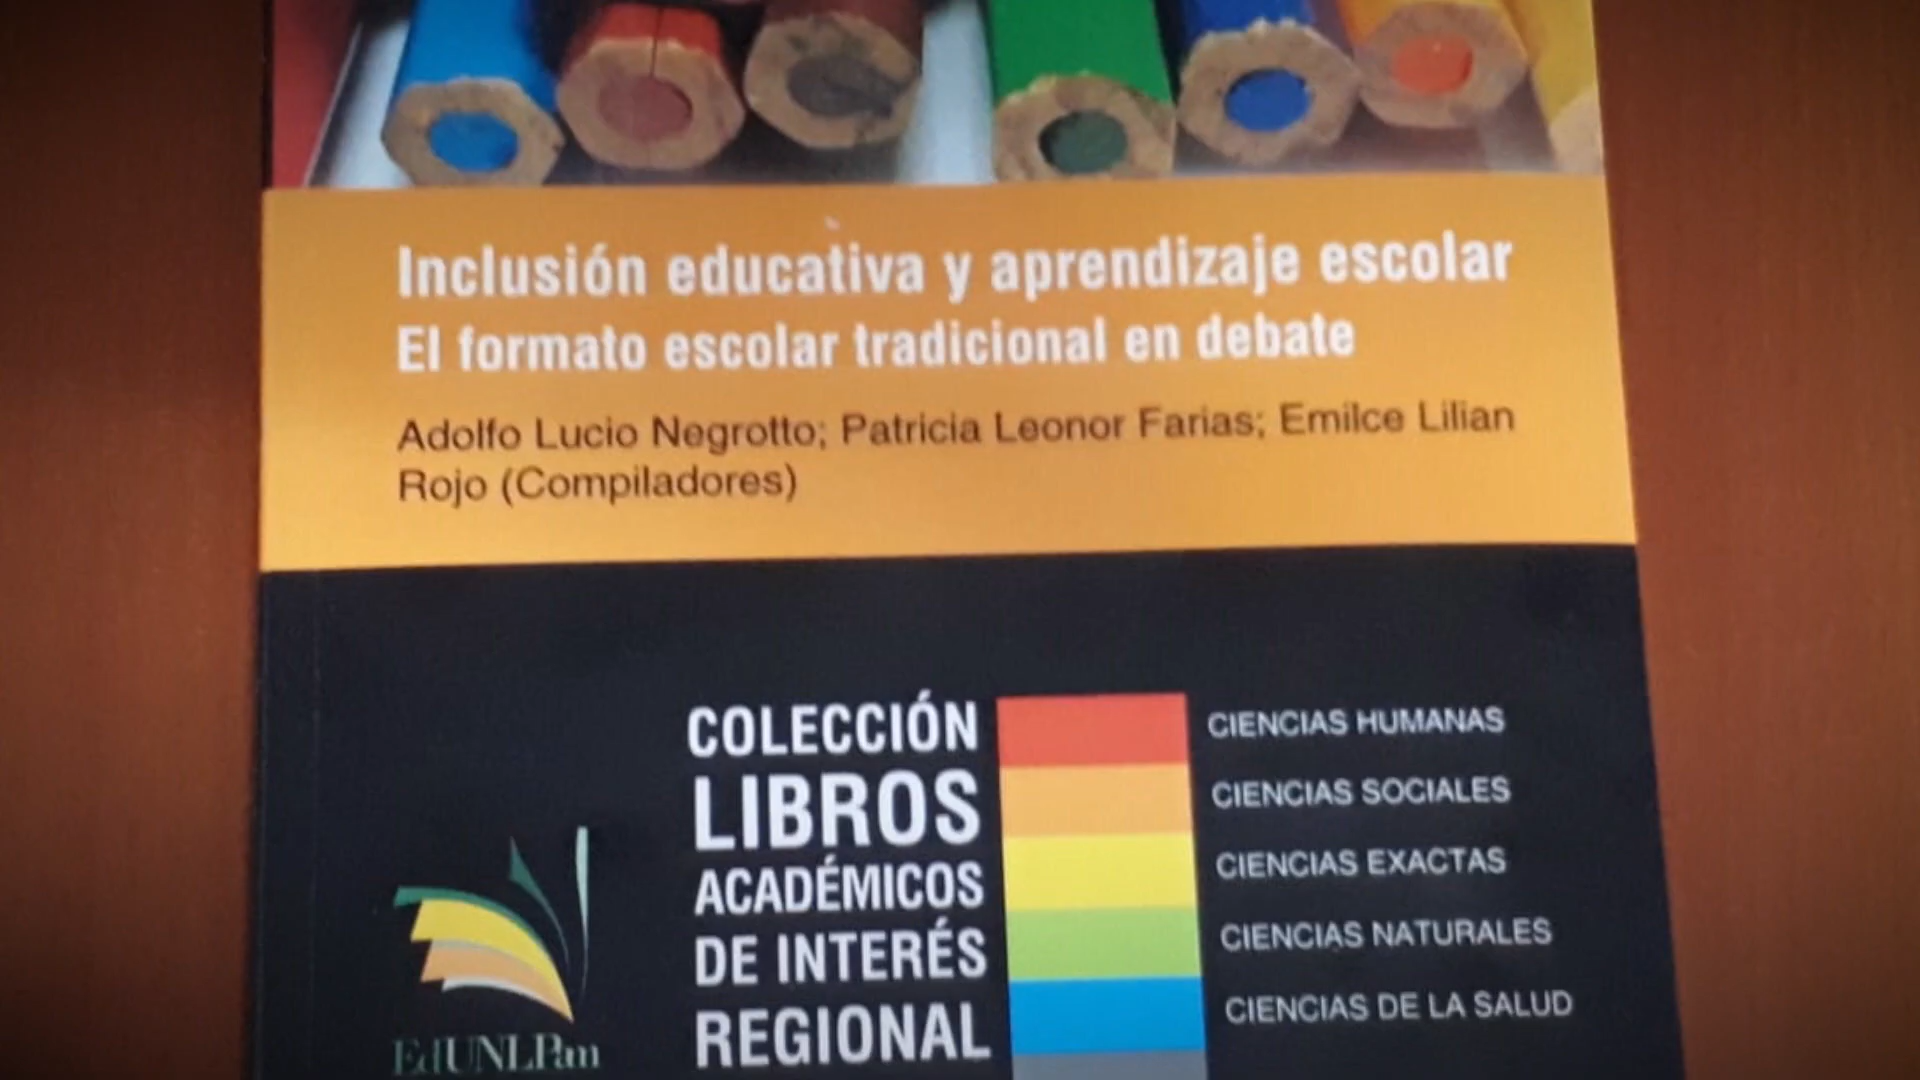 Inclusión educativa y aprendizaje escolar
El formato escolar tradicional en debate
Adolfo Lucio Negrotto; Patricia Leonor Farias; Emilce Lilian
Rojo (Compiladores)
COLECCIÓN
LIBROS
ACADÉMICOS
DE INTERÉS
REGIONAL
CIENCIAS HUMANAS
CIENCIAS SOCIALES
CIENCIAS EXACTAS
CIENCIAS NATURALES
CIENCIAS DE LA SALUD
EdUNLPam